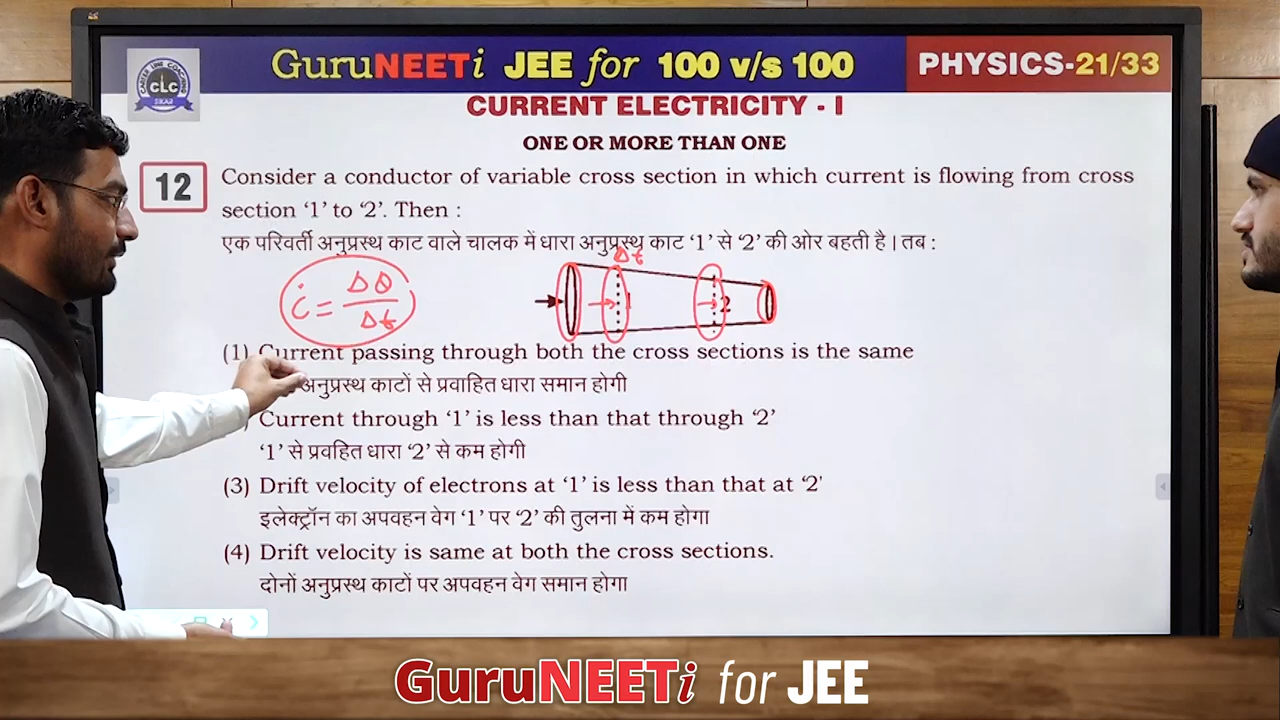 GuruNEETi JEE for 100 v/s 100
PHYSICS-21/33
CLC
SIKAR
CURRENT ELECTRICITY - I
ONE OR MORE THAN ONE
12
Consider a conductor of variable cross section in which current is flowing from cross
section '1' to '2'. Then :
एक परिवर्ती अनुप्रस्थ काट वाले चालक में धारा अनुप्रस्थ काट '1' से '2' की ओर बहती है। तब :
i = ΔQ / Δt
Δt
1
2
(1) Current passing through both the cross sections is the same
अनुप्रस्थ काटों से प्रवाहित धारा समान होगी
Current through '1' is less than that through '2'
'1' से प्रवहित धारा '2' से कम होगी
(3) Drift velocity of electrons at '1' is less than that at '2'
इलेक्ट्रॉन का अपवहन वेग '1' पर '2' की तुलना में कम होगा
(4) Drift velocity is same at both the cross sections.
दोनों अनुप्रस्थ काटों पर अपवहन वेग समान होगा
GuruNEETi for JEE